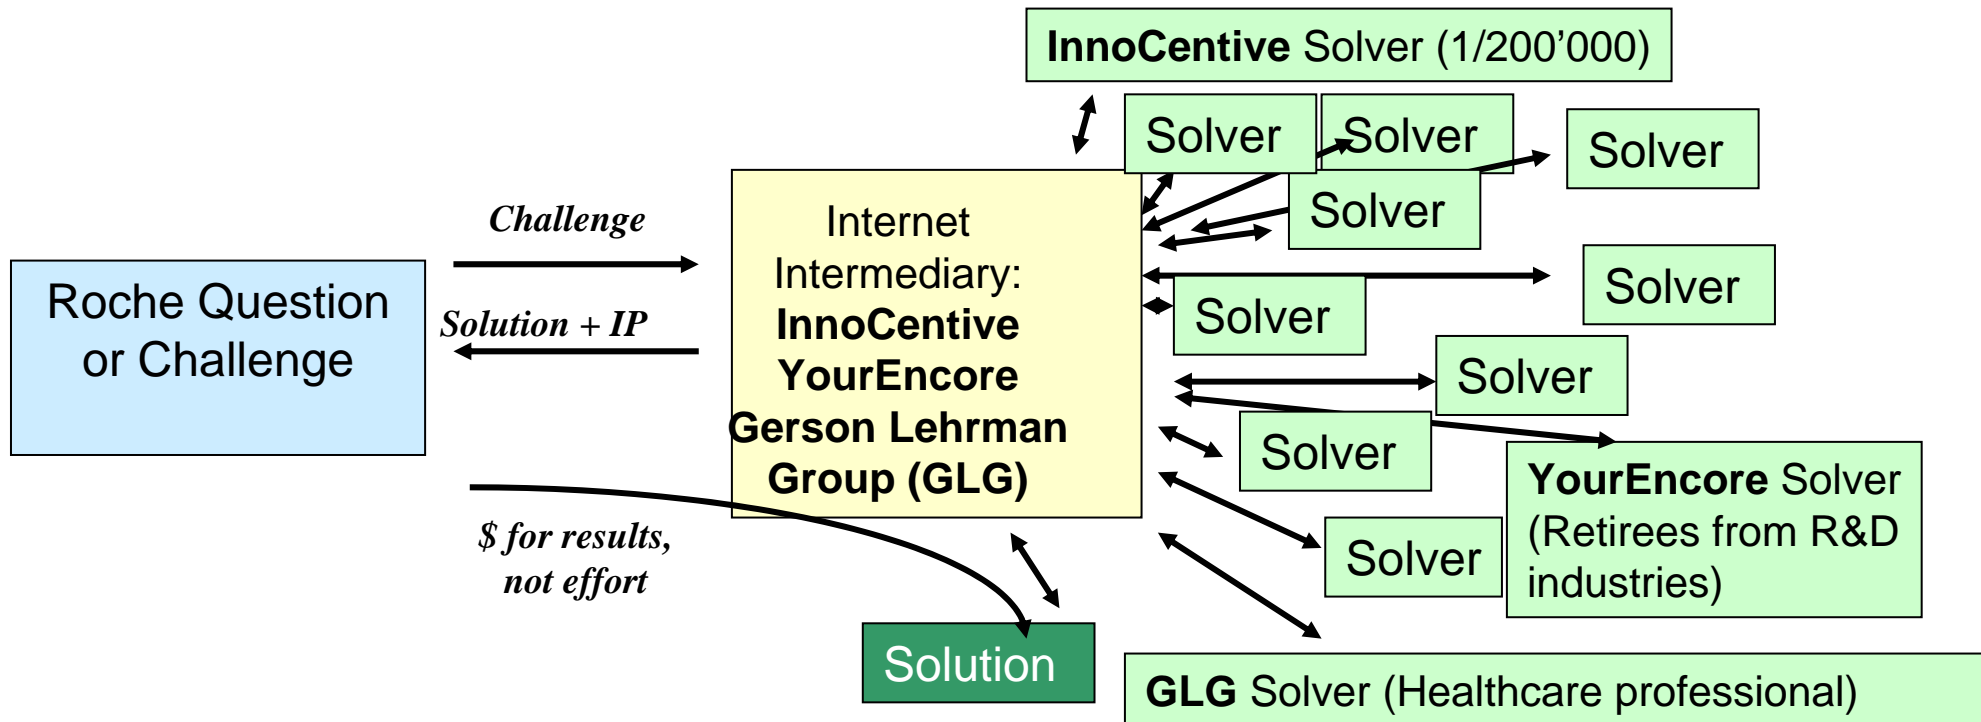 InnoCentive Solver (1/200’000)
Solver
Solver
Solver
Solver
Challenge
Roche Question
or Challenge
Solution + IP
Internet
Intermediary:
InnoCentive
YourEncore
Gerson Lehrman
Group (GLG)
Solver
Solver
Solver
Solver
YourEncore Solver
(Retirees from R&D
industries)
Solver
$ for results,
not effort
Solution
GLG Solver (Healthcare professional)